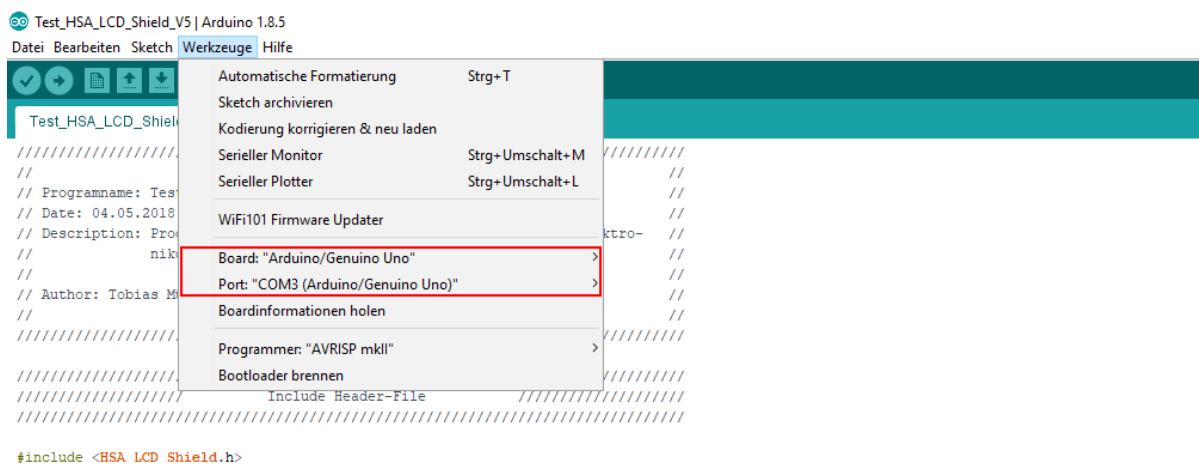 Test_HSA_LCD_Shield_V5 | Arduino 1.8.5
Datei Bearbeiten Sketch Werkzeuge Hilfe
Test_HSA_LCD_Shiel
Automatische Formatierung Strg+T
Sketch archivieren
Kodierung korrigieren & neu laden
Serieller Monitor Strg+Umschalt+M
Serieller Plotter Strg+Umschalt+L
WiFi101 Firmware Updater
Board: "Arduino/Genuino Uno"
Port: "COM3 (Arduino/Genuino Uno)"
Boardinformationen holen
Programmer: "AVRISP mkII"
Bootloader brennen
// //
// Programname: Tes //
// Date: 04.05.2018 //
// Description: Pro ktro- //
// nik //
// //
// Author: Tobias M //
// //
//////////////////// Include Header-File ////////////////////
////////////////////////////////////////////////////////////////////////////////
#include <HSA_LCD_Shield.h>